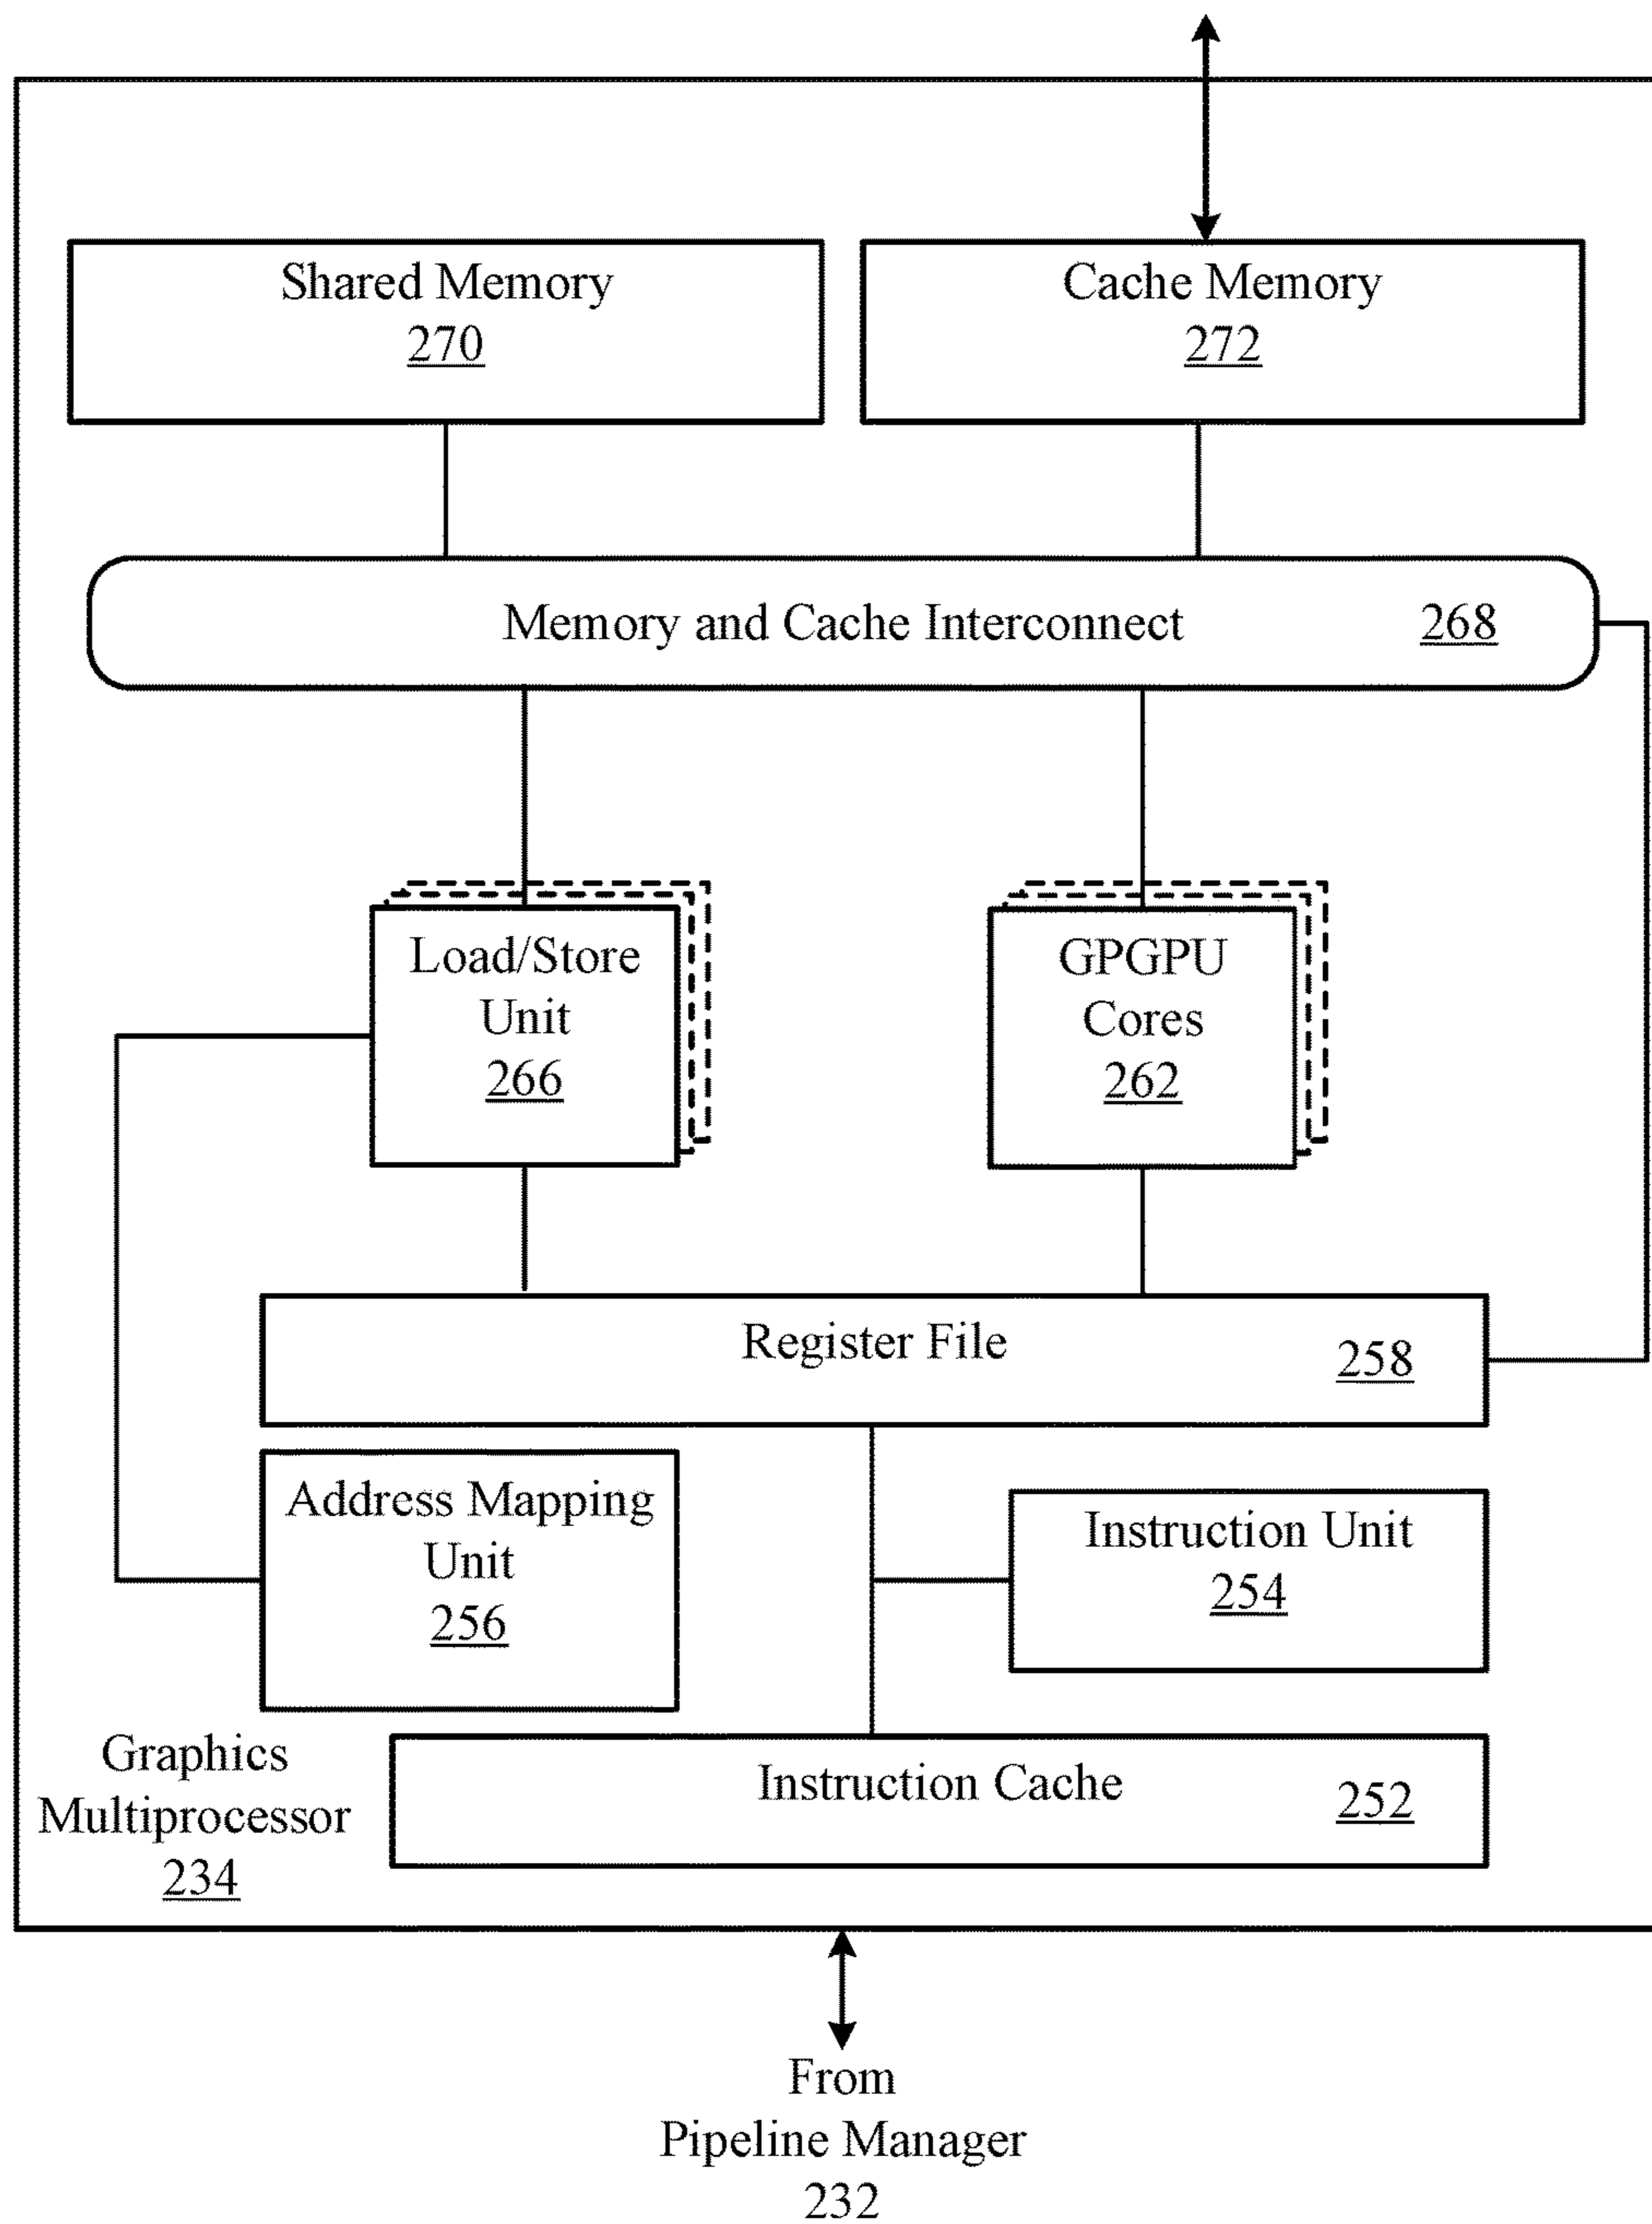 Shared Memory
270
Cache Memory
272
Memory and Cache Interconnect 268
Load/Store
Unit
266
GPGPU
Cores
262
Register File 258
Address Mapping
Unit
256
Instruction Unit
254
Graphics
Multiprocessor
234
Instruction Cache 252
From
Pipeline Manager
232